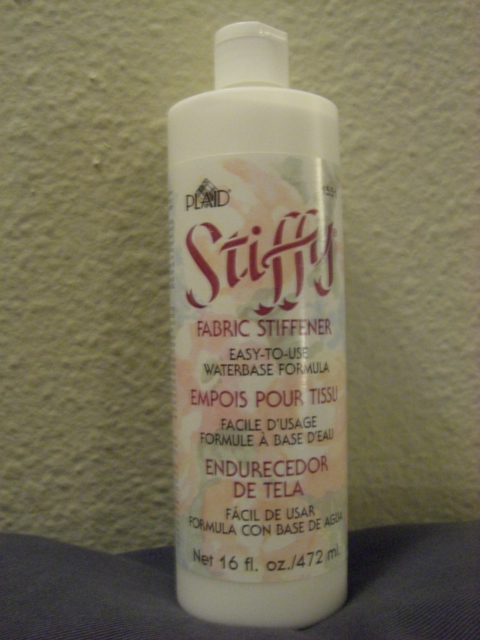 PLAID®
Stiffy
FABRIC STIFFENER
EASY-TO-USE
WATERBASE FORMULA
EMPOIS POUR TISSU
FACILE D'USAGE
FORMULE À BASE D'EAU
ENDURECEDOR
DE TELA
FÁCIL DE USAR
FORMULA CON BASE DE AGUA
Net 16 fl. oz./472 ml.